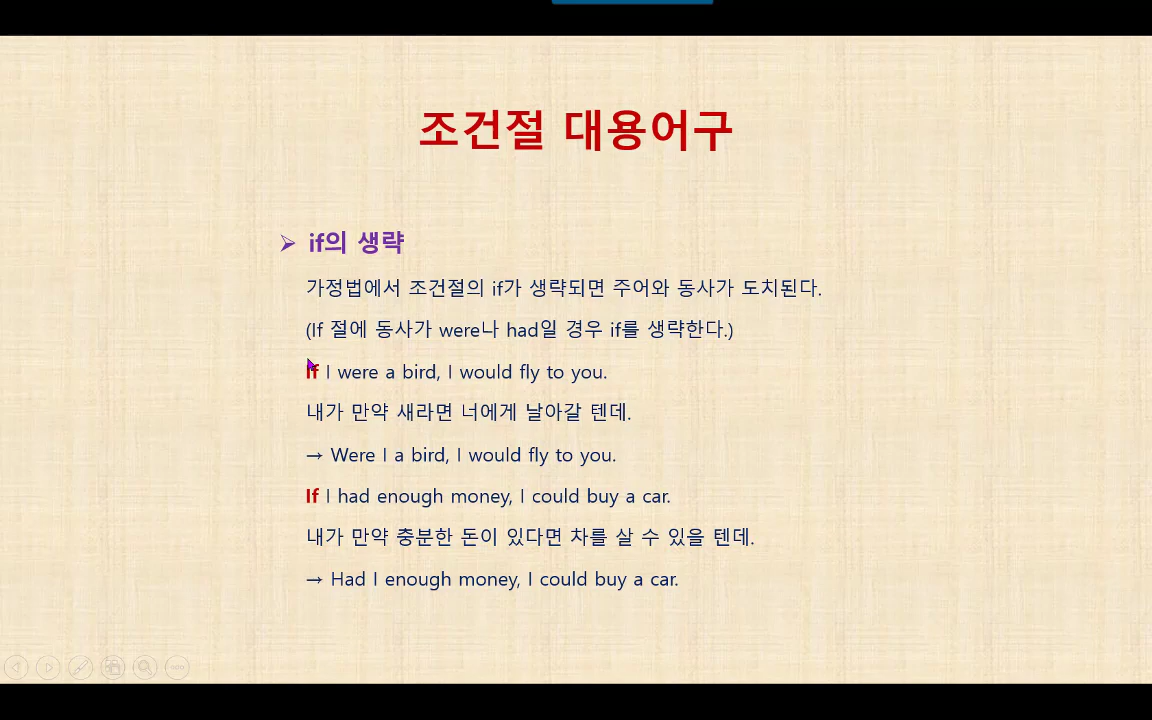 조건절 대용어구
➢ if의 생략
가정법에서 조건절의 if가 생략되면 주어와 동사가 도치된다.
(If 절에 동사가 were나 had일 경우 if를 생략한다.)
If I were a bird, I would fly to you.
내가 만약 새라면 너에게 날아갈 텐데.
→ Were I a bird, I would fly to you.
If I had enough money, I could buy a car.
내가 만약 충분한 돈이 있다면 차를 살 수 있을 텐데.
→ Had I enough money, I could buy a car.